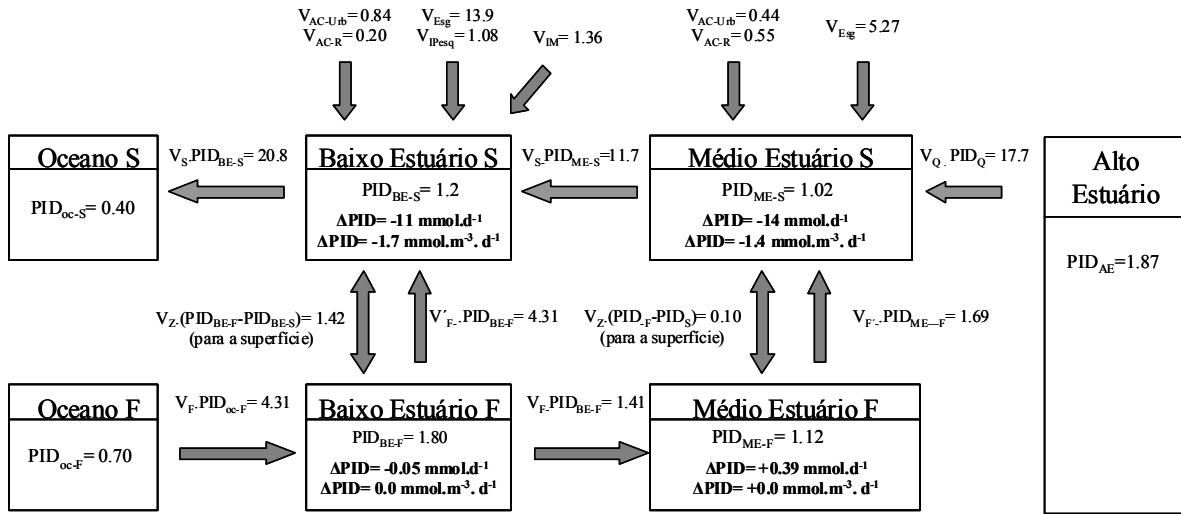 V_AC-Urb= 0.84
V_AC-R= 0.20
V_Esg= 13.9
V_IPesq= 1.08
V_IM= 1.36
V_AC-Urb= 0.44
V_AC-R= 0.55
V_Esg= 5.27
Oceano S
PID_oc-S= 0.40
V_S.PID_BE-S= 20.8
Baixo Estuário S
PID_BE-S= 1.2
ΔPID= -11 mmol.d⁻¹
ΔPID= -1.7 mmol.m⁻³. d⁻¹
V_S.PID_ME-S=11.7
Médio Estuário S
PID_ME-S= 1.02
ΔPID= -14 mmol.d⁻¹
ΔPID= -1.4 mmol.m⁻³. d⁻¹
V_Q . PID_Q= 17.7
Alto
Estuário
PID_AE=1.87
V_Z.(PID_BE-F-PID_BE-S)= 1.42
(para a superfície)
V´_F-.PID_BE-F= 4.31
V_Z.(PID_-F-PID_S)= 0.10
(para a superfície)
V_F´-.PID_ME—F= 1.69
Oceano F
PID_oc-F= 0.70
V_F.PID_oc-F= 4.31
Baixo Estuário F
PID_BE-F= 1.80
ΔPID= -0.05 mmol.d⁻¹
ΔPID= 0.0 mmol.m⁻³. d⁻¹
V_F-PID_BE-F= 1.41
Médio Estuário F
PID_ME-F= 1.12
ΔPID= +0.39 mmol.d⁻¹
ΔPID= +0.0 mmol.m⁻³. d⁻¹